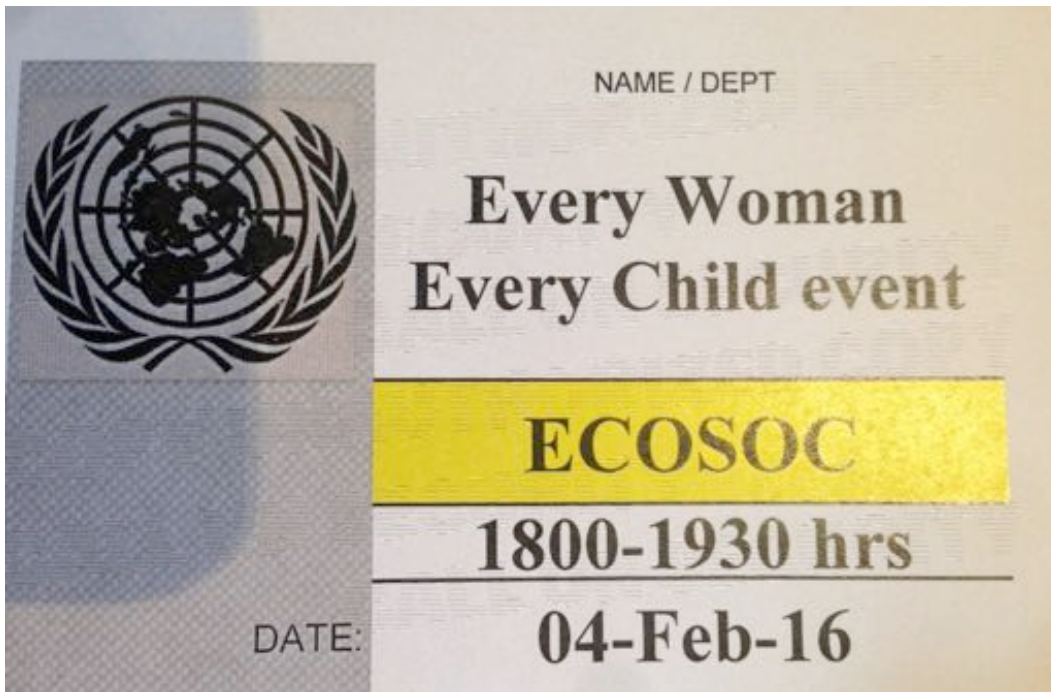 NAME / DEPT
Every Woman
Every Child event
ECOSOC
1800-1930 hrs
DATE: 04-Feb-16